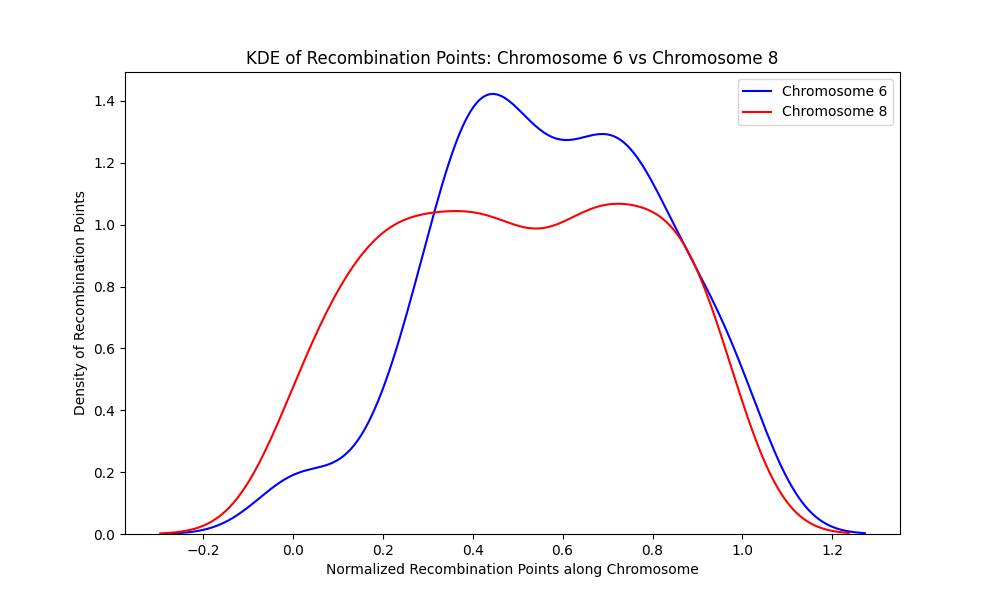 KDE of Recombination Points: Chromosome 6 vs Chromosome 8
Chromosome 6
Chromosome 8
Density of Recombination Points
1.4
1.2
1.0
0.8
0.6
0.4
0.2
0.0
−0.2 0.0 0.2 0.4 0.6 0.8 1.0 1.2
Normalized Recombination Points along Chromosome